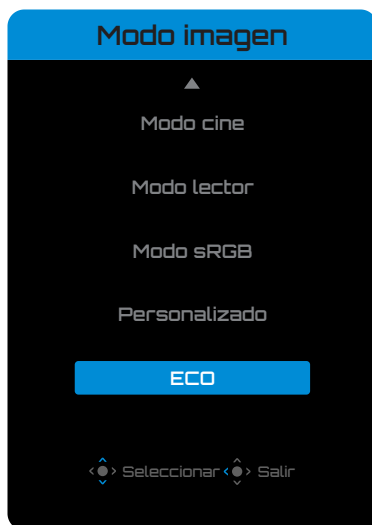 Modo imagen
Modo cine
Modo lector
Modo sRGB
Personalizado
ECO
Seleccionar Salir